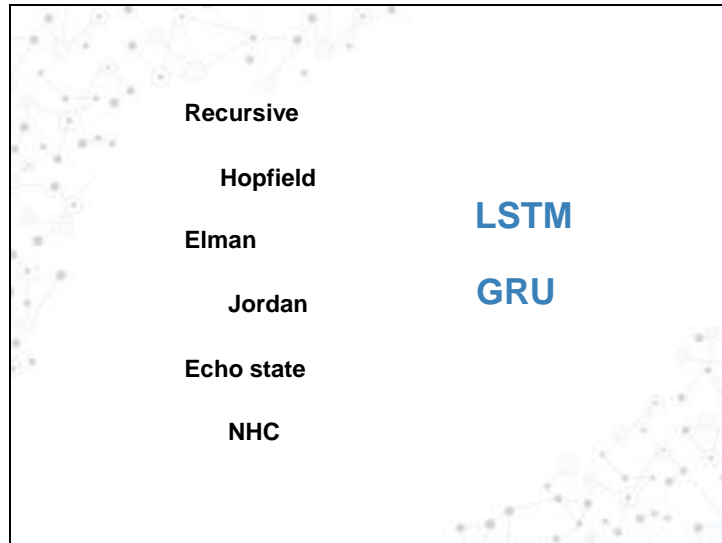 Recursive
Hopfield
Elman
Jordan
Echo state
NHC
LSTM
GRU